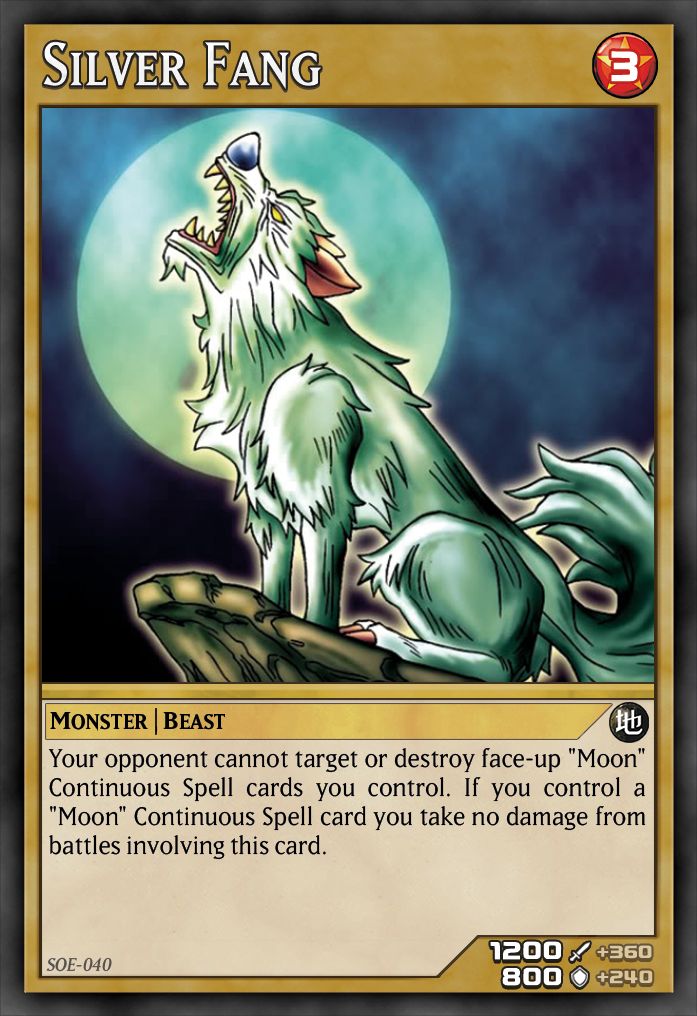 Silver Fang
3
Monster | Beast
地
Your opponent cannot target or destroy face-up "Moon"
Continuous Spell cards you control. If you control a
"Moon" Continuous Spell card you take no damage from
battles involving this card.
1200 +360
SOE-040
800 +240